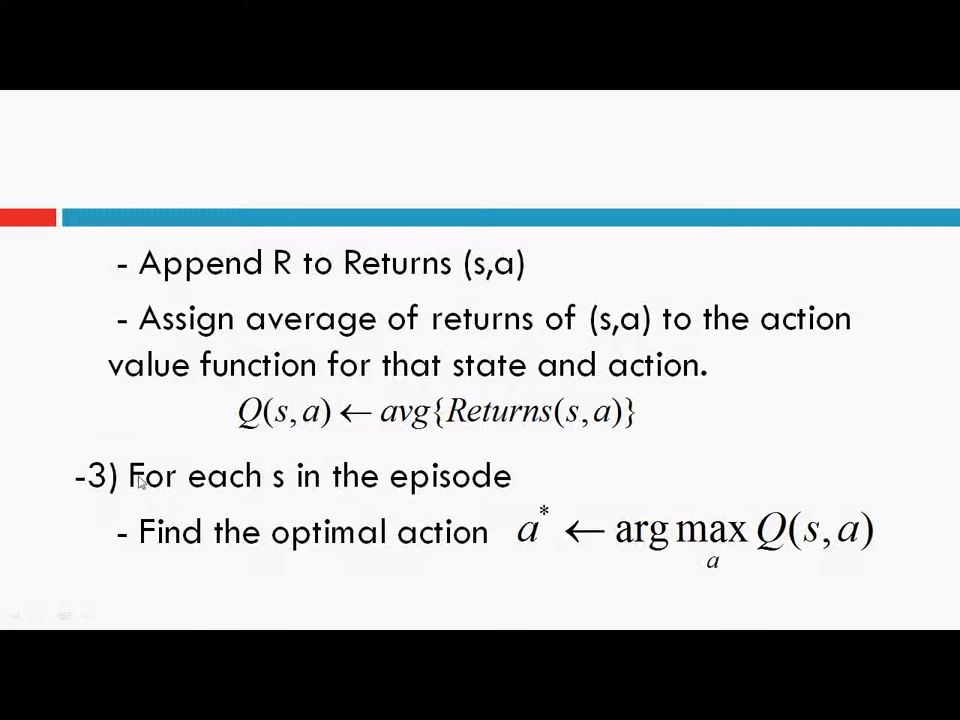 - Append R to Returns (s,a)
- Assign average of returns of (s,a) to the action
value function for that state and action.
Q(s,a) ← avg{Returns(s,a)}
-3) For each s in the episode
- Find the optimal action a* ← arg max Q(s,a)
a